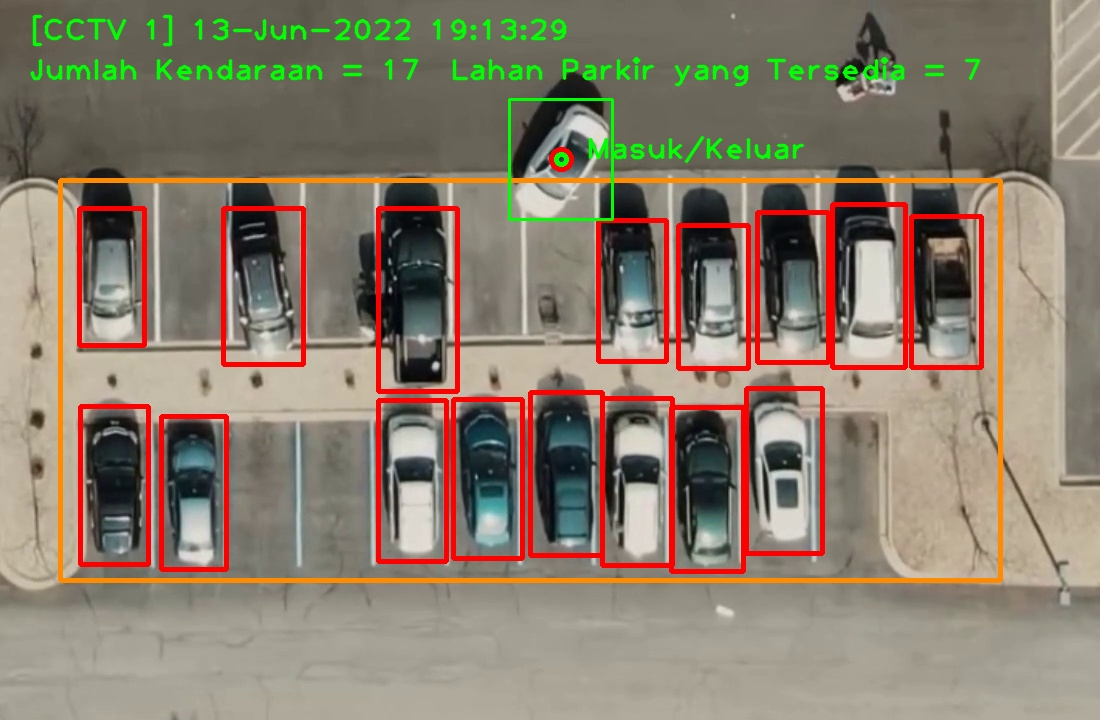 [CCTV 1] 13-Jun-2022 19:13:29
Jumlah Kendaraan = 17 Lahan Parkir yang Tersedia = 7
Masuk/Keluar